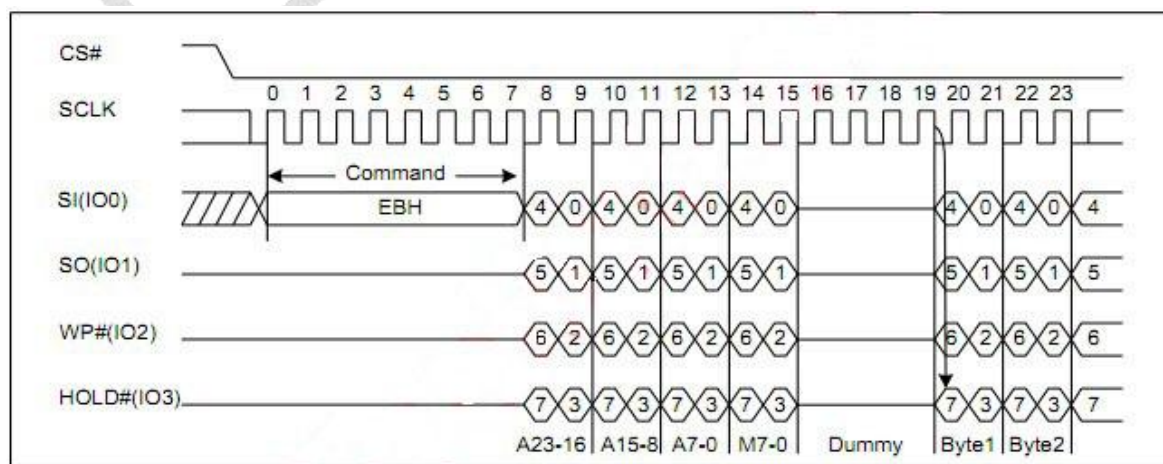 CS#
0 1 2 3 4 5 6 7 8 9 10 11 12 13 14 15 16 17 18 19 20 21 22 23
SCLK
Command
SI(IO0) EBH 4 0 4 0 4 0 4 0 4 0 4 0 4
SO(IO1) 5 1 5 1 5 1 5 1 5 1 5 1 5
WP#(IO2) 6 2 6 2 6 2 6 2 6 2 6 2 6
HOLD#(IO3) 7 3 7 3 7 3 7 3 7 3 7 3 7
A23-16 A15-8 A7-0 M7-0 Dummy Byte1 Byte2